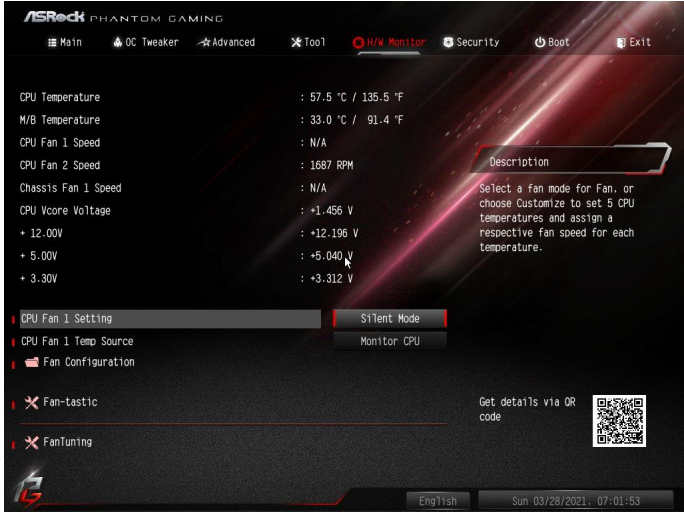 ASRock PHANTOM GAMING
Main OC Tweaker Advanced Tool H/W Monitor Security Boot Exit
CPU Temperature : 57.5 °C / 135.5 °F
M/B Temperature : 33.0 °C / 91.4 °F
CPU Fan 1 Speed : N/A
CPU Fan 2 Speed : 1687 RPM
Chassis Fan 1 Speed : N/A
CPU Vcore Voltage : +1.456 V
+ 12.00V : +12.196 V
+ 5.00V : +5.040 V
+ 3.30V : +3.312 V
CPU Fan 1 Setting Silent Mode
CPU Fan 1 Temp Source Monitor CPU
Fan Configuration
Fan-tastic
FanTuning
Description
Select a fan mode for Fan, or
choose Customize to set 5 CPU
temperatures and assign a
respective fan speed for each
temperature.
Get details via QR
code
English Sun 03/28/2021. 07:01:53